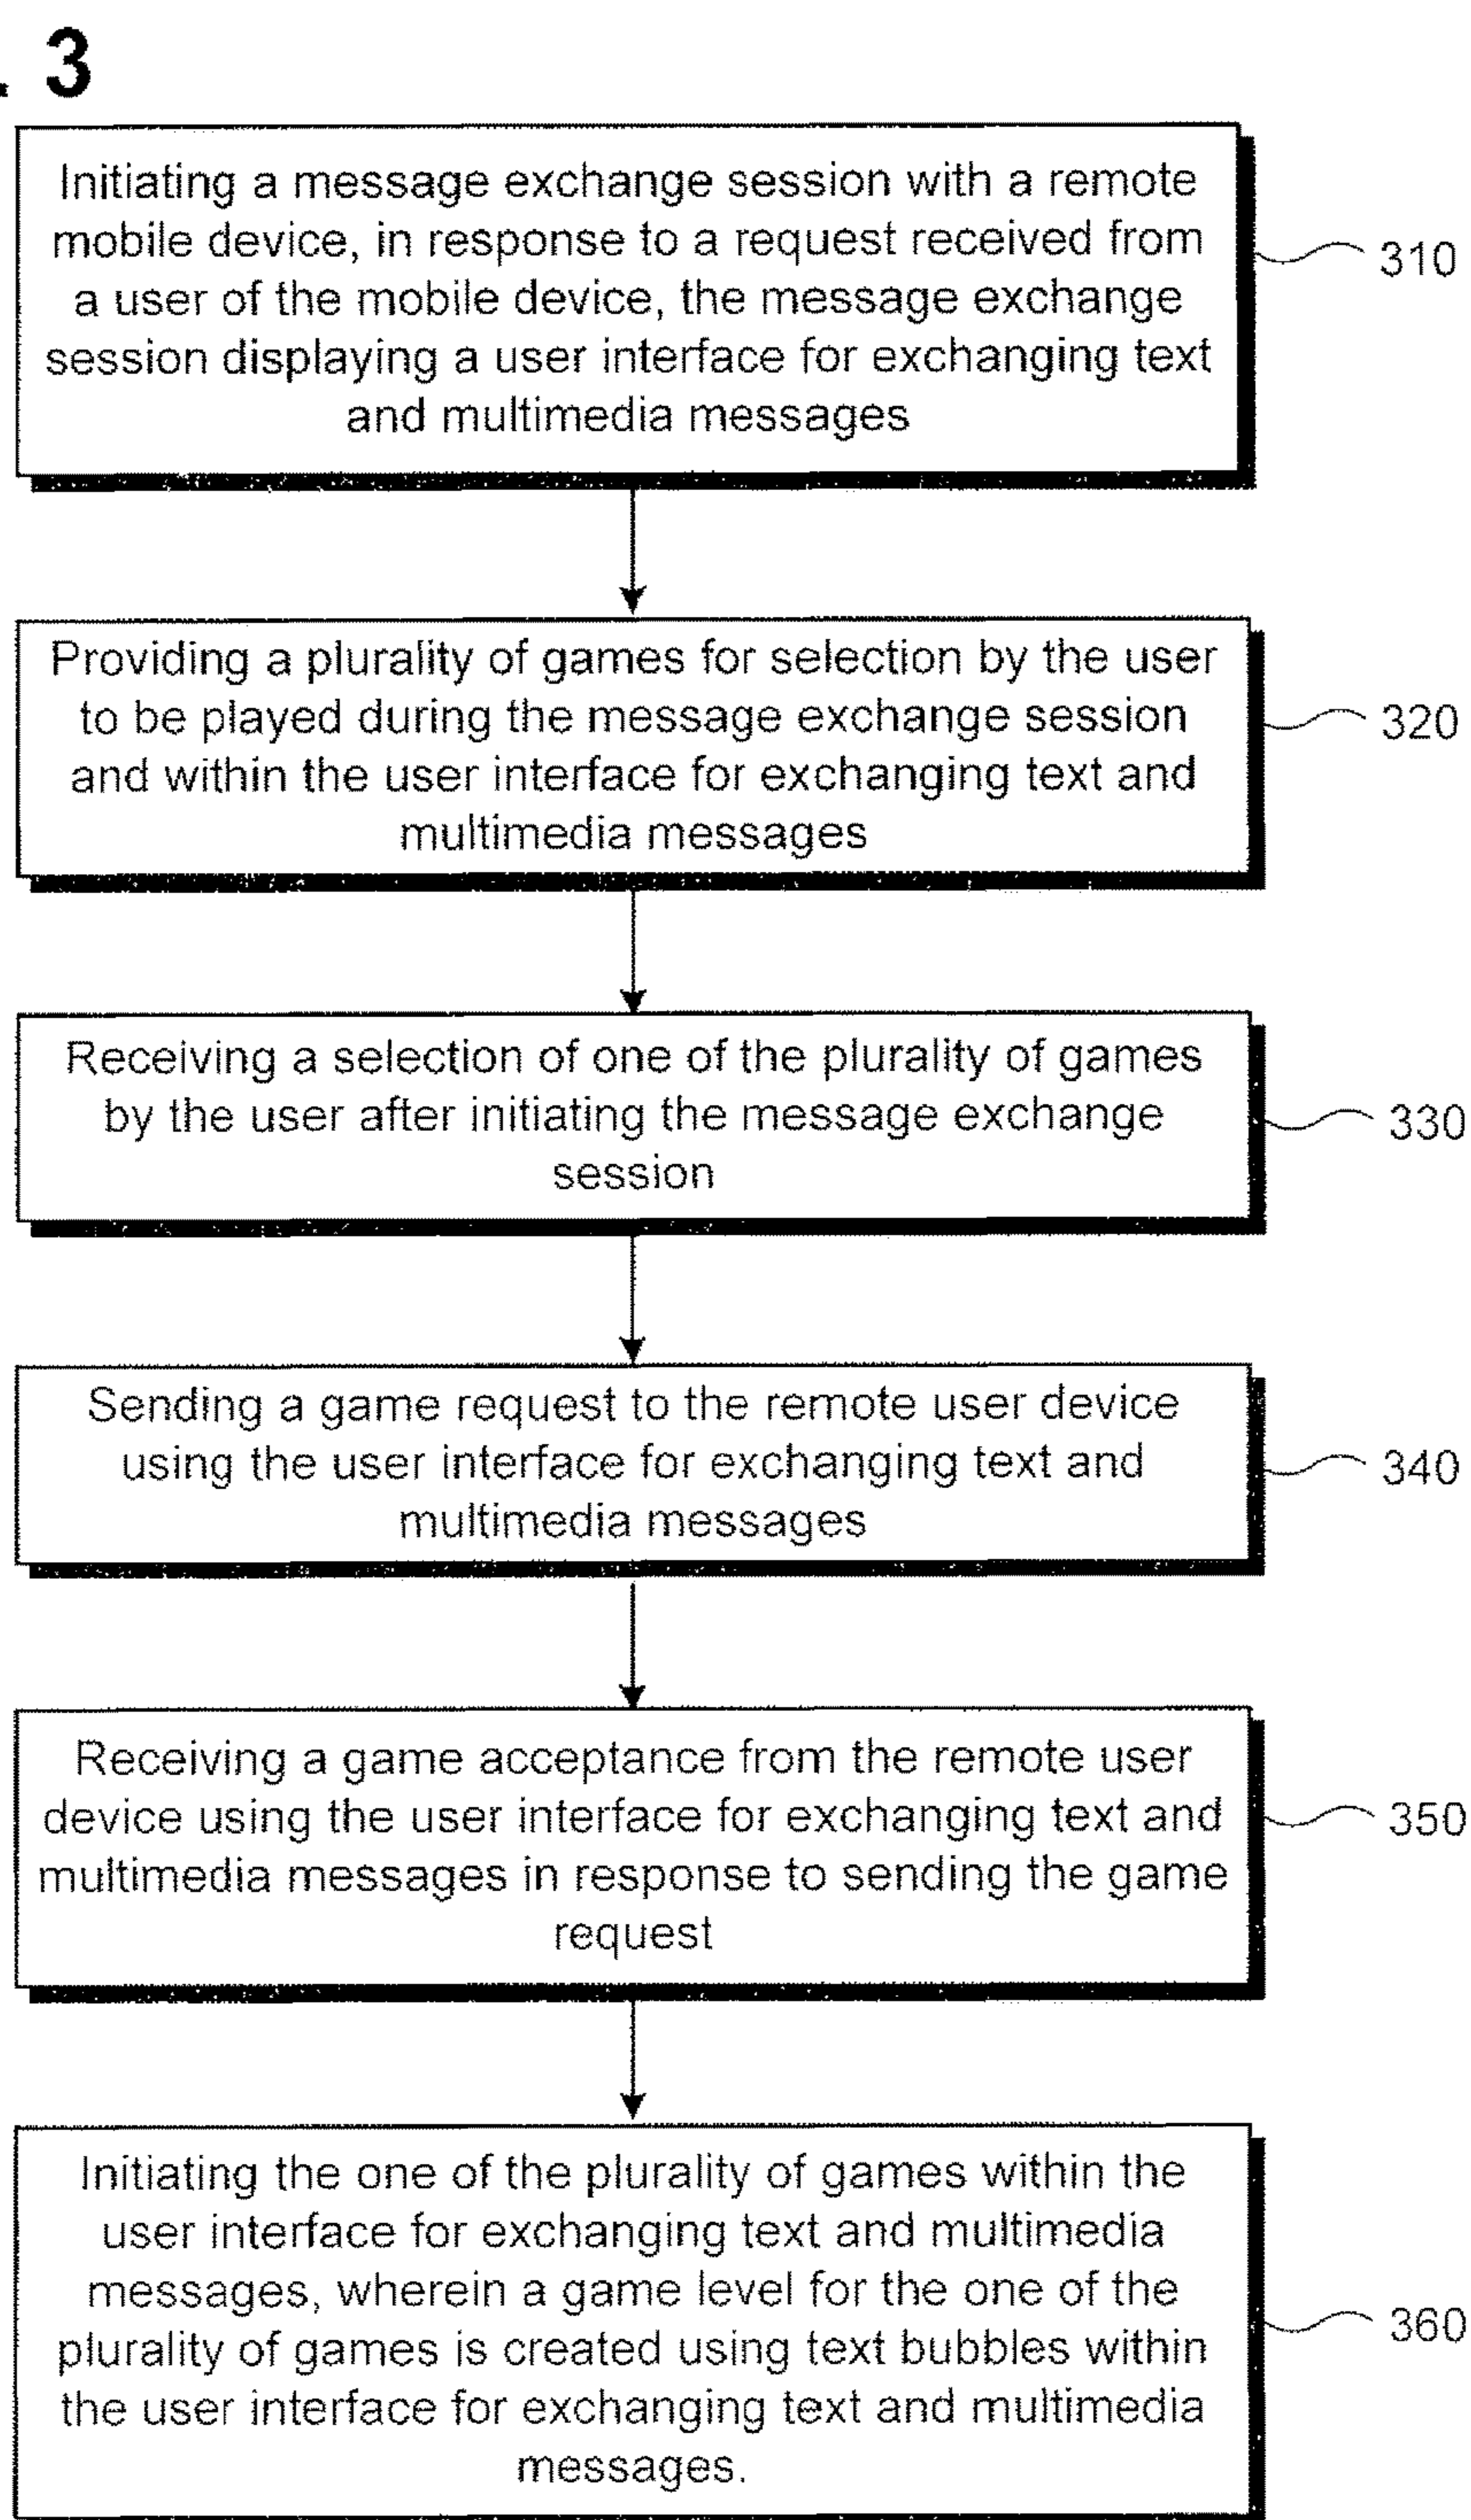 . 3
Initiating a message exchange session with a remote
mobile device, in response to a request received from
a user of the mobile device, the message exchange
session displaying a user interface for exchanging text
and multimedia messages
310
Providing a plurality of games for selection by the user
to be played during the message exchange session
and within the user interface for exchanging text and
multimedia messages
320
Receiving a selection of one of the plurality of games
by the user after initiating the message exchange
session
330
Sending a game request to the remote user device
using the user interface for exchanging text and
multimedia messages
340
Receiving a game acceptance from the remote user
device using the user interface for exchanging text and
multimedia messages in response to sending the game
request
350
Initiating the one of the plurality of games within the
user interface for exchanging text and multimedia
messages, wherein a game level for the one of the
plurality of games is created using text bubbles within
the user interface for exchanging text and multimedia
messages.
360